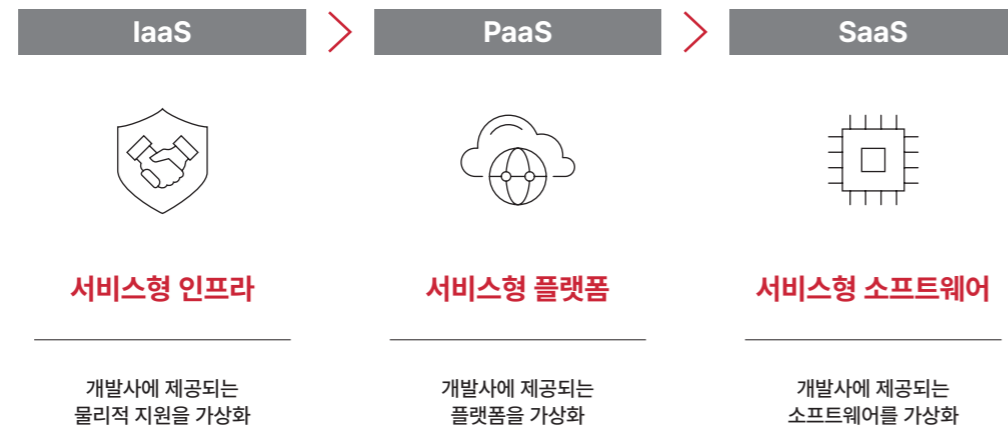 IaaS
PaaS
SaaS
서비스형 인프라
서비스형 플랫폼
서비스형 소프트웨어
개발사에 제공되는
물리적 지원을 가상화
개발사에 제공되는
플랫폼을 가상화
개발사에 제공되는
소프트웨어를 가상화